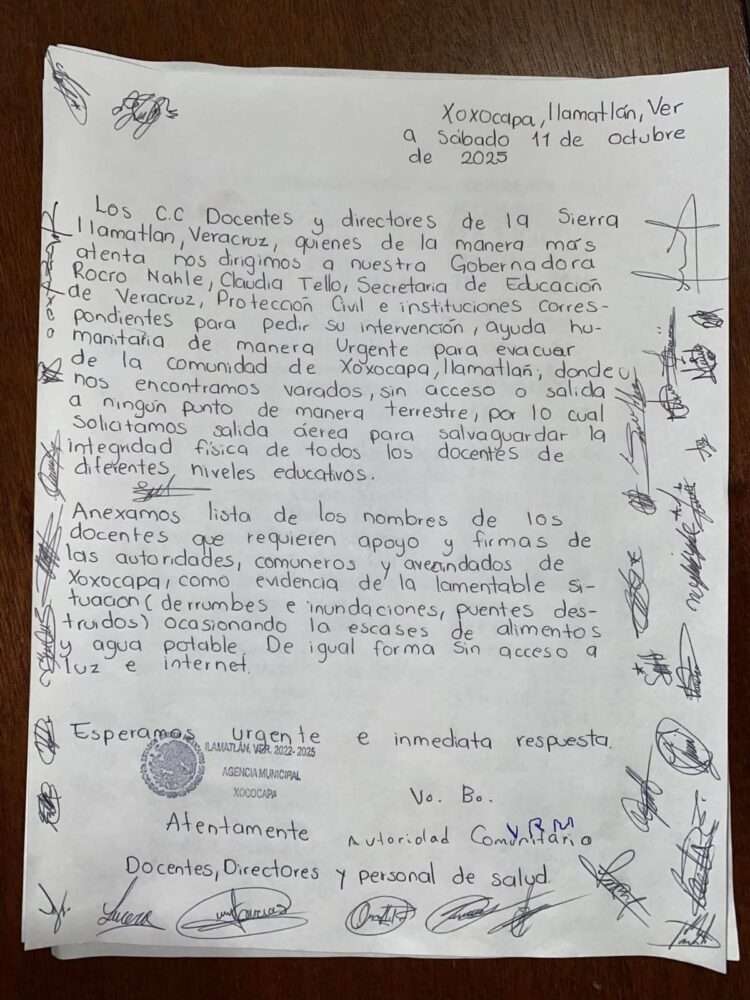 Xoxocapa, Ilamatlán, Ver
a Sábado 11 de octubre
de 2025
Los C.C Docentes y directores de la Sierra
Ilamatlan, Veracruz, quienes de la manera más
atenta nos dirigimos a nuestra Gobernadora
Rocro Nahle, Claudia Tello, Secretaria de Educación
de Veracruz, Protección Civil e instituciones corres-
pondientes para pedir su intervención, ayuda hu-
manitaria de manera Urgente para evacuar
de la comunidad de Xoxocapa, Ilamatlán; donde
nos encontramos varados, sin acceso o salida
a ningún punto de manera terrestre, por lo cual
Solicitamos salida áerea para salvaguardar la
integridad física de todos los docentes de
diferentes niveles educativos.
Anexamos lista de los nombres de los
docentes que requieren apoyo y firmas de
las autoridades, comuneros y avecindados de
Xoxocapa, como evidencia de la lamentable si-
tuación (derrumbes e inundaciones, puentes des-
truidos) ocasionando la escases de alimentos
y agua potable. De igual forma sin acceso a
luz e internet.
Esperamos urgente e inmediata respuesta.
ILAMATLÁN, VER. 2022-2025
AGENCIA MUNICIPAL
XOCOCAPA
Vo. Bo.
Atentamente
Autoridad Comunitaria
V R M
Docentes, Directores y personal de salud
Lucera